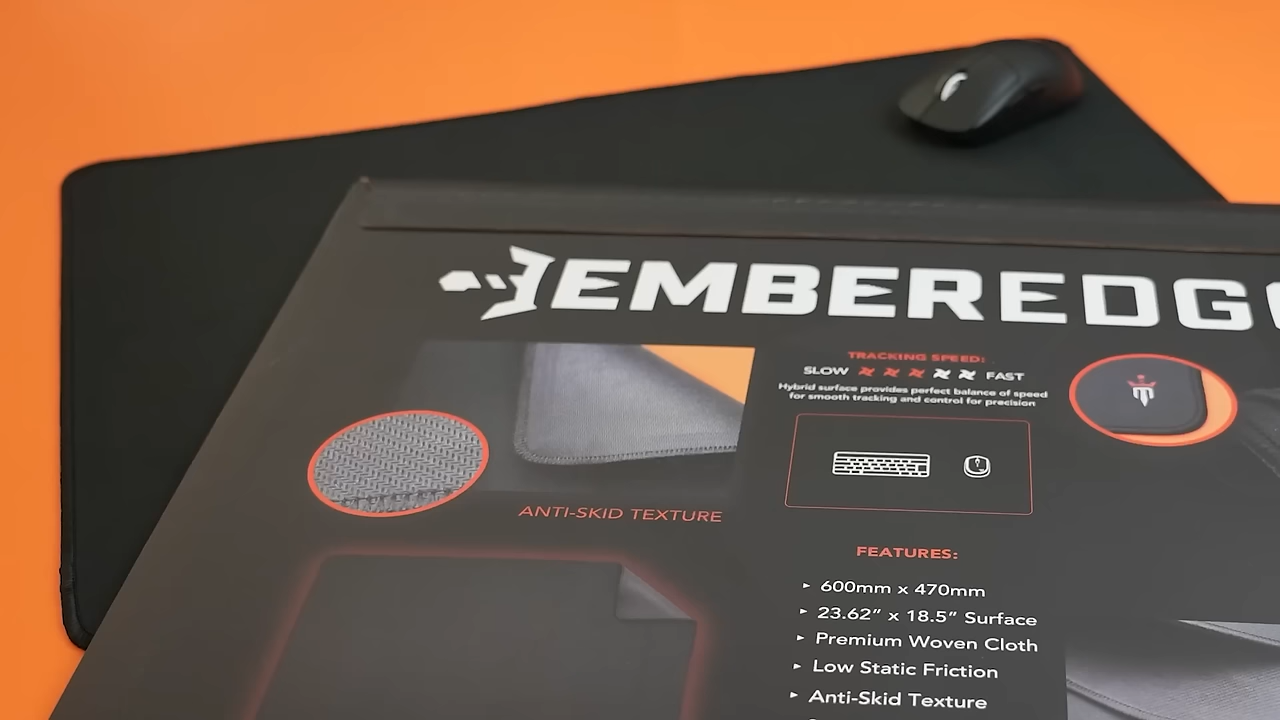 EMBEREDG
TRACKING SPEED:
SLOW FAST
Hybrid surface provides perfect balance of speed
for smooth tracking and control for precision
ANTI-SKID TEXTURE
FEATURES:
▸ 600mm x 470mm
▸ 23.62” x 18.5” Surface
▸ Premium Woven Cloth
▸ Low Static Friction
▸ Anti-Skid Texture